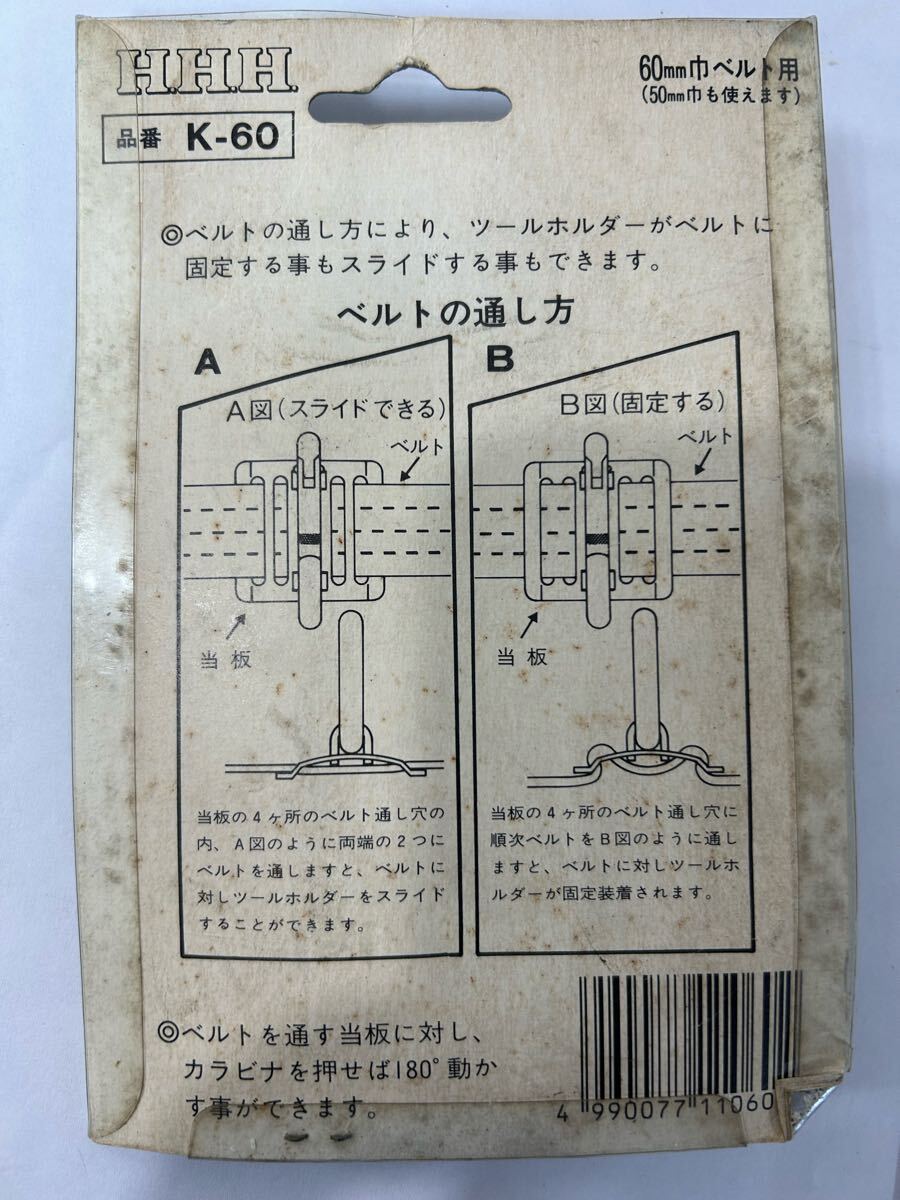 H.H.H.
60mm巾ベルト用
(50mm巾も使えます)
品番 K-60
◎ベルトの通し方により、ツールホルダーがベルトに
固定する事もスライドする事もできます。
ベルトの通し方
A
A図(スライドできる)
ベルト
当板
当板の4ヶ所のベルト通し穴の
内、A図のように両端の2つに
ベルトを通しますと、ベルトに
対しツールホルダーをスライド
することができます。
B
B図(固定する)
ベルト
当板
当板の4ヶ所のベルト通し穴に
順次ベルトをB図のように通し
ますと、ベルトに対しツールホ
ルダーが固定装着されます。
◎ベルトを通す当板に対し、
カラビナを押せば180°動か
す事ができます。
4 990077 11060